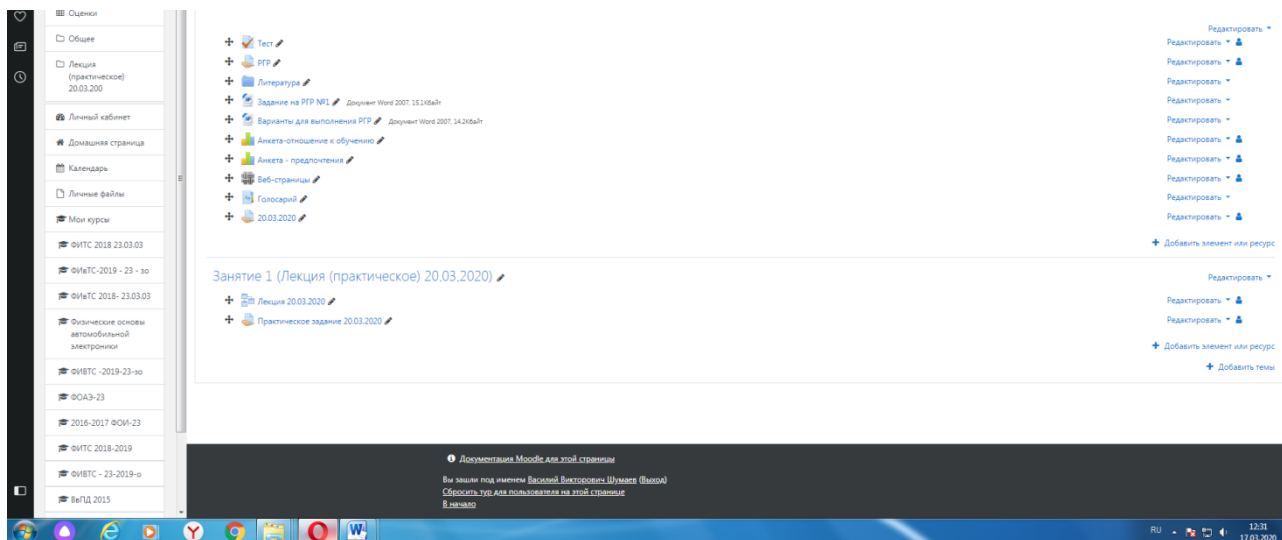 Оценки
Общее
Лекция
(практическое)
20.03.200
Личный кабинет
Домашняя страница
Календарь
Личные файлы
Мои курсы
ФИТС 2018 23.03.03
ФИвТС-2019 - 23 - зо
ФИвТС 2018- 23.03.03
Физические основы
автомобильной
электроники
ФИВТС -2019-23-зо
ФОАЭ-23
2016-2017 ФОИ-23
ФИТС 2018-2019
ФИВТС - 23-2019-о
ВвПД 2015
Редактировать
Тест Редактировать
РГР Редактировать
Литература Редактировать
Задание на РГР №1 Документ Word 2007, 15.1Кбайт Редактировать
Варианты для выполнения РГР Документ Word 2007, 14.2Кбайт Редактировать
Анкета-отношение к обучению Редактировать
Анкета - предпочтения Редактировать
Веб-страницы Редактировать
Голосарий Редактировать
20.03.2020 Редактировать
+ Добавить элемент или ресурс
Занятие 1 (Лекция (практическое) 20.03.2020) Редактировать
Лекция 20.03.2020 Редактировать
Практическое задание 20.03.2020 Редактировать
+ Добавить элемент или ресурс
+ Добавить темы
Документация Moodle для этой страницы
Вы зашли под именем Василий Викторович Шумаев (Выход)
Сбросить тур для пользователя на этой странице
В начало
RU 12:31
17.03.2020